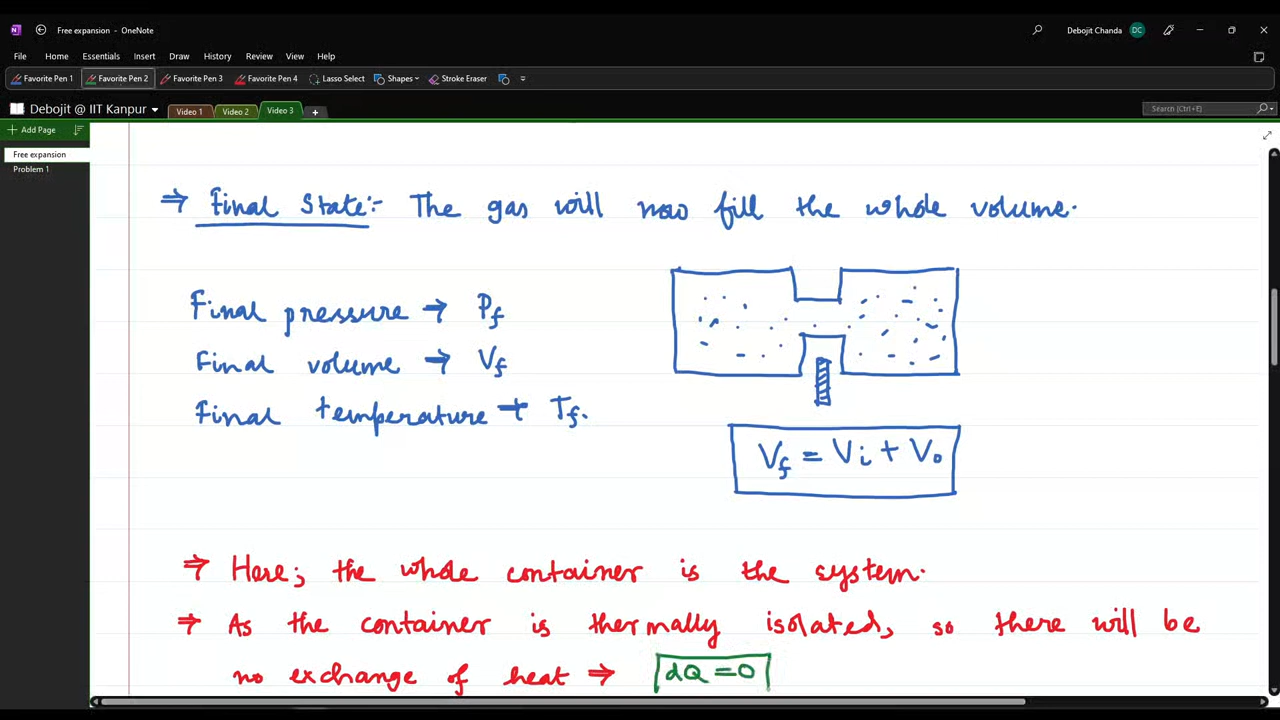 Free expansion - OneNote
Debojit Chanda DC
File Home Essentials Insert Draw History Review View Help
Favorite Pen 1 Favorite Pen 2 Favorite Pen 3 Favorite Pen 4 Lasso Select Shapes Stroke Eraser
Debojit @ IIT Kanpur Video 1 Video 2 Video 3 + Search (Ctrl+E)
+ Add Page
Free expansion
Problem 1
⇒ Final State:- The gas will now fill the whole volume.
Final pressure → Pf
Final volume → Vf
Final temperature → Tf.
Vf = Vi + Vo
⇒ Here; the whole container is the system.
⇒ As the container is thermally isolated, so there will be
no exchange of heat ⇒ dQ = 0